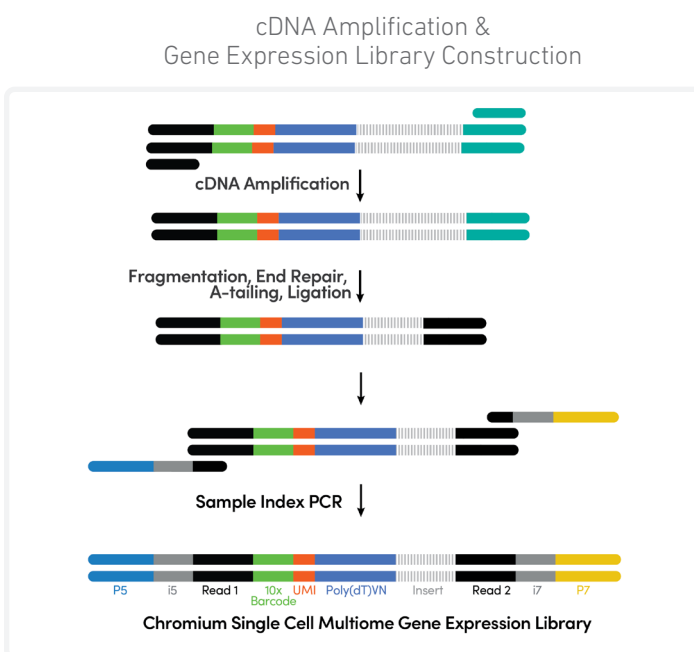 cDNA Amplification &
Gene Expression Library Construction
cDNA Amplification
Fragmentation, End Repair,
A-tailing, Ligation
Sample Index PCR
P5 i5 Read 1 10x UMI Poly(dT)VN Insert Read 2 i7 P7
Barcode
Chromium Single Cell Multiome Gene Expression Library